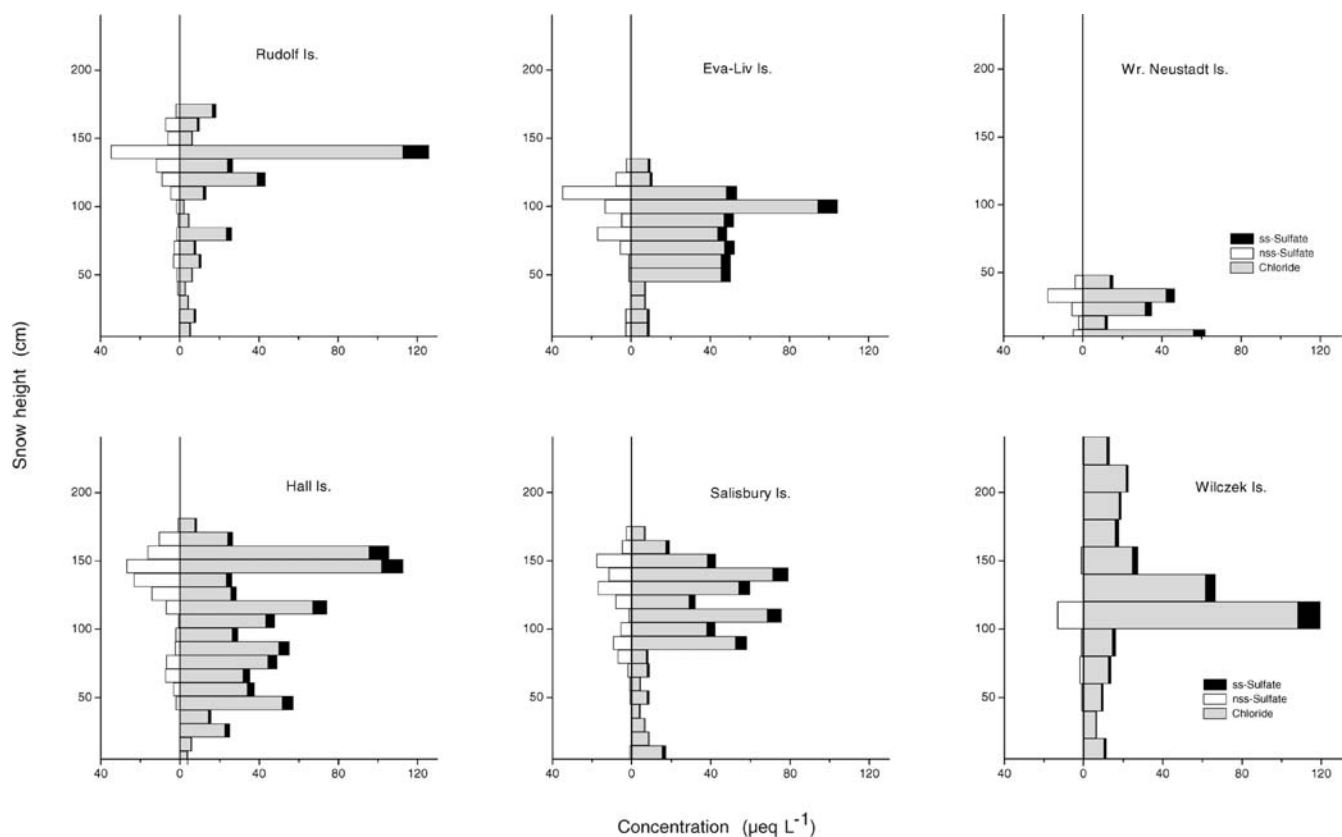 Rudolf Is.
200
150
100
50
40 0 40 80 120
Eva-Liv Is.
200
150
100
50
40 0 40 80 120
Wr. Neustadt Is.
200
150
100
50
ss-Sulfate
nss-Sulfate
Chloride
40 0 40 80 120
Snow height (cm)
Hall Is.
200
150
100
50
40 0 40 80 120
Salisbury Is.
200
150
100
50
40 0 40 80 120
Wilczek Is.
200
150
100
50
ss-Sulfate
nss-Sulfate
Chloride
40 0 40 80 120
Concentration (μeq L-1)